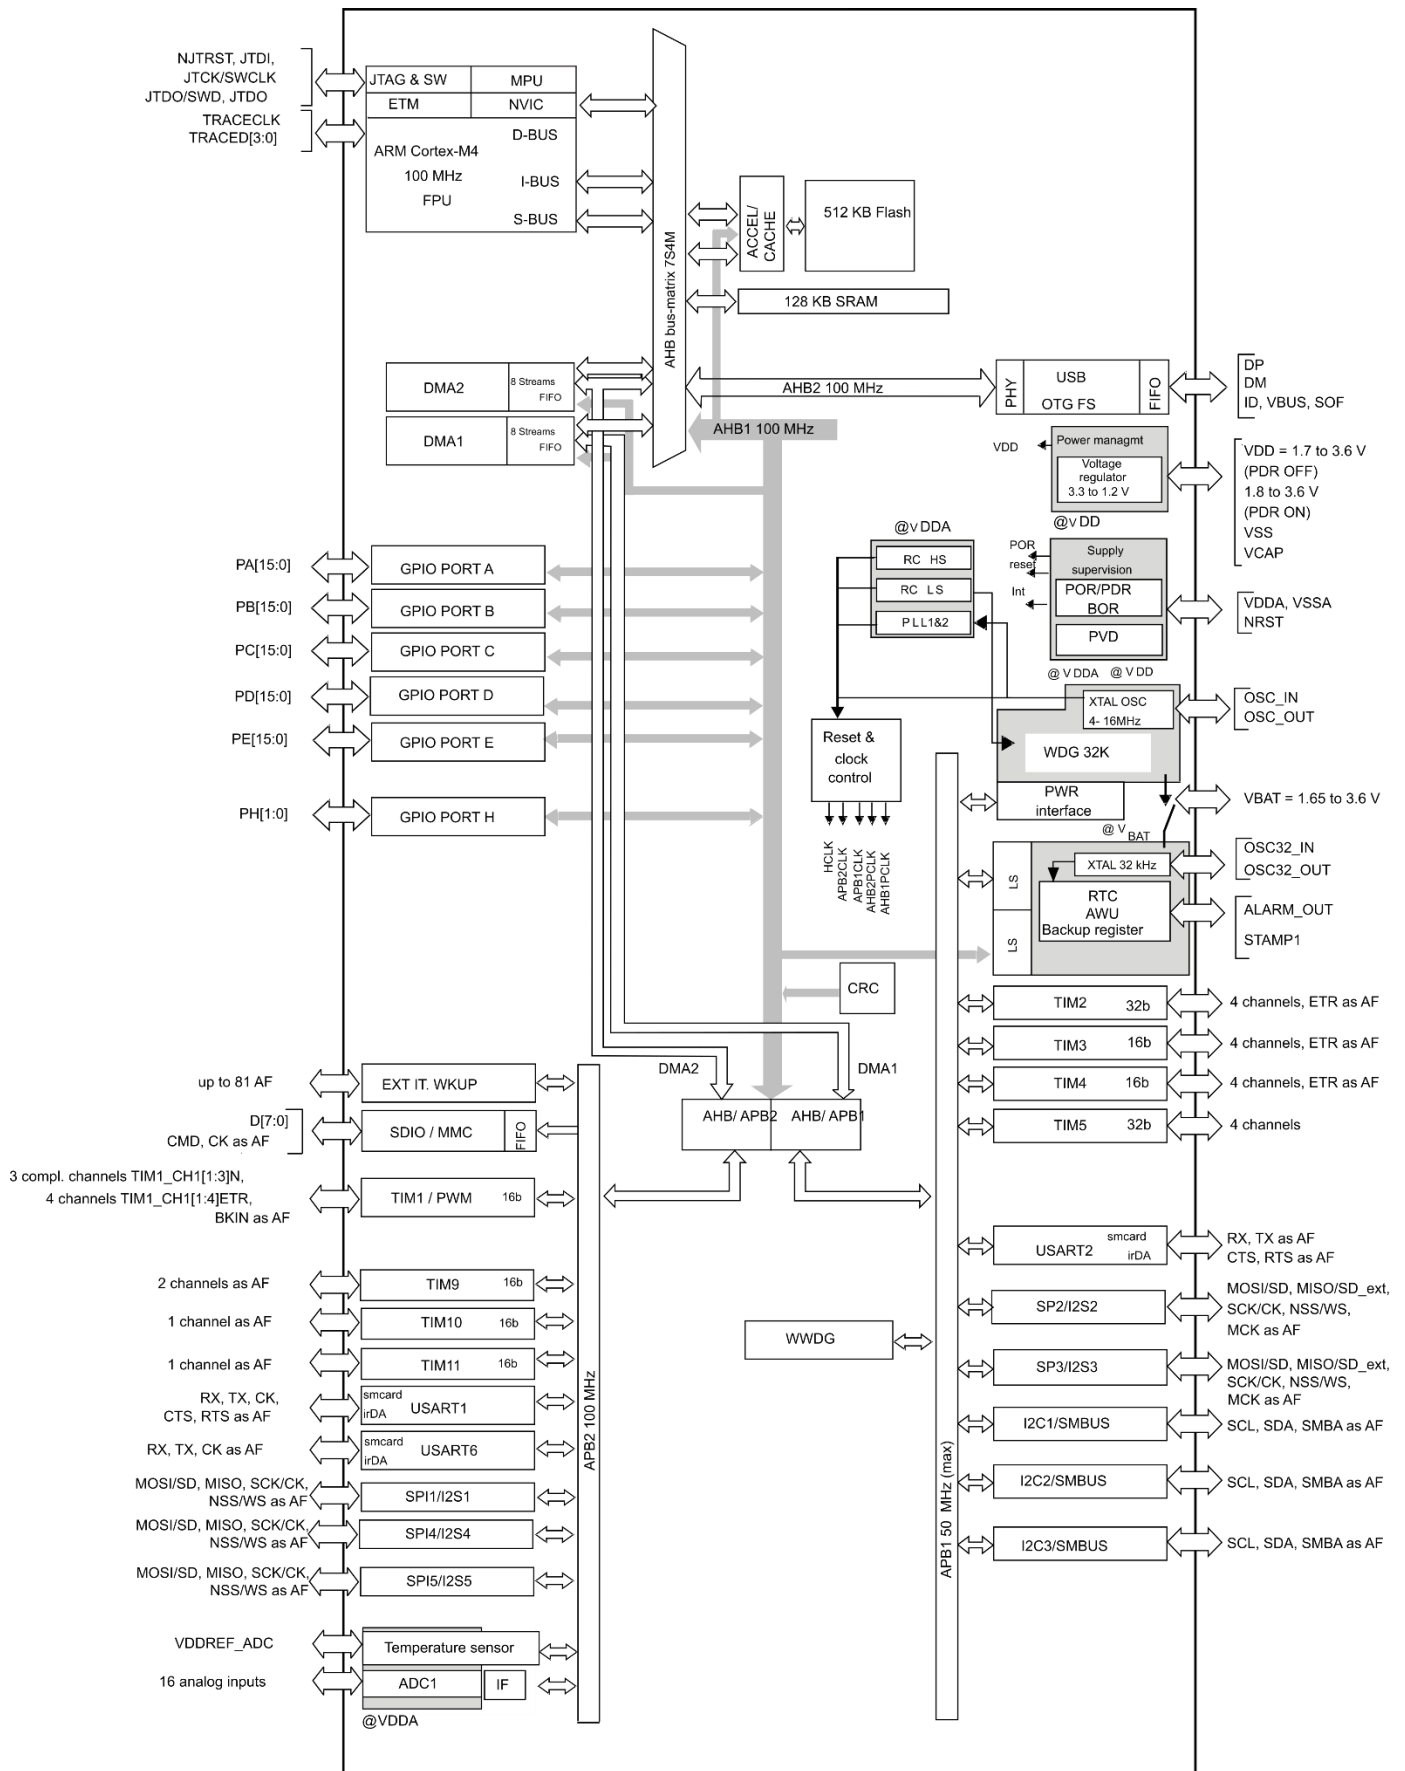 NJTRST, JTDI,
JTCK/SWCLK
JTDO/SWD, JTDO
TRACECLK
TRACED[3:0]
JTAG & SW
MPU
ETM
NVIC
ARM Cortex-M4
100 MHz
FPU
D-BUS
I-BUS
S-BUS
AHB bus-matrix 7S4M
ACCEL/
CACHE
512 KB Flash
128 KB SRAM
DMA2
8 Streams
FIFO
DMA1
8 Streams
FIFO
AHB2 100 MHz
AHB1 100 MHz
PHY
USB
OTG FS
FIFO
DP
DM
ID, VBUS, SOF
VDD
Power managmt
Voltage
regulator
3.3 to 1.2 V
@VDD
VDD = 1.7 to 3.6 V
(PDR OFF)
1.8 to 3.6 V
(PDR ON)
VSS
VCAP
@VDDA
RC HS
RC LS
PLL1&2
POR
reset
Int
Supply
supervision
POR/PDR
BOR
PVD
VDDA, VSSA
NRST
@VDDA @VDD
XTAL OSC
4- 16MHz
WDG 32K
OSC_IN
OSC_OUT
PWR
interface
VBAT = 1.65 to 3.6 V
@VBAT
Reset &
clock
control
HCLK
APB2CLK
APB1CLK
AHB2PCLK
AHB1PCLK
LS
LS
XTAL 32 kHz
RTC
AWU
Backup register
OSC32_IN
OSC32_OUT
ALARM_OUT
STAMP1
PA[15:0]
GPIO PORT A
PB[15:0]
GPIO PORT B
PC[15:0]
GPIO PORT C
PD[15:0]
GPIO PORT D
PE[15:0]
GPIO PORT E
PH[1:0]
GPIO PORT H
CRC
DMA2
DMA1
AHB/ APB2
AHB/ APB1
TIM2 32b
4 channels, ETR as AF
TIM3 16b
4 channels, ETR as AF
TIM4 16b
4 channels, ETR as AF
TIM5 32b
4 channels
up to 81 AF
EXT IT. WKUP
D[7:0]
CMD, CK as AF
SDIO / MMC
FIFO
3 compl. channels TIM1_CH1[1:3]N,
4 channels TIM1_CH1[1:4]ETR,
BKIN as AF
TIM1 / PWM 16b
2 channels as AF
TIM9 16b
1 channel as AF
TIM10 16b
1 channel as AF
TIM11 16b
RX, TX, CK,
CTS, RTS as AF
smcard
irDA
USART1
RX, TX, CK as AF
smcard
irDA
USART6
MOSI/SD, MISO, SCK/CK,
NSS/WS as AF
SPI1/I2S1
MOSI/SD, MISO, SCK/CK,
NSS/WS as AF
SPI4/I2S4
MOSI/SD, MISO, SCK/CK,
NSS/WS as AF
SPI5/I2S5
VDDREF_ADC
Temperature sensor
16 analog inputs
ADC1
IF
@VDDA
APB2 100 MHz
WWDG
APB1 50 MHz (max)
USART2
smcard
irDA
RX, TX as AF
CTS, RTS as AF
SP2/I2S2
MOSI/SD, MISO/SD_ext,
SCK/CK, NSS/WS,
MCK as AF
SP3/I2S3
MOSI/SD, MISO/SD_ext,
SCK/CK, NSS/WS,
MCK as AF
I2C1/SMBUS
SCL, SDA, SMBA as AF
I2C2/SMBUS
SCL, SDA, SMBA as AF
I2C3/SMBUS
SCL, SDA, SMBA as AF